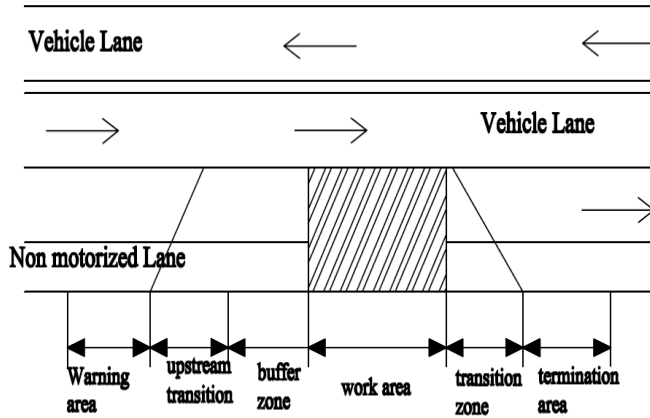 Vehicle Lane
Vehicle Lane
Non motorized Lane
Warning
area
upstream
transition
buffer
zone
work area
transition
zone
termination
area